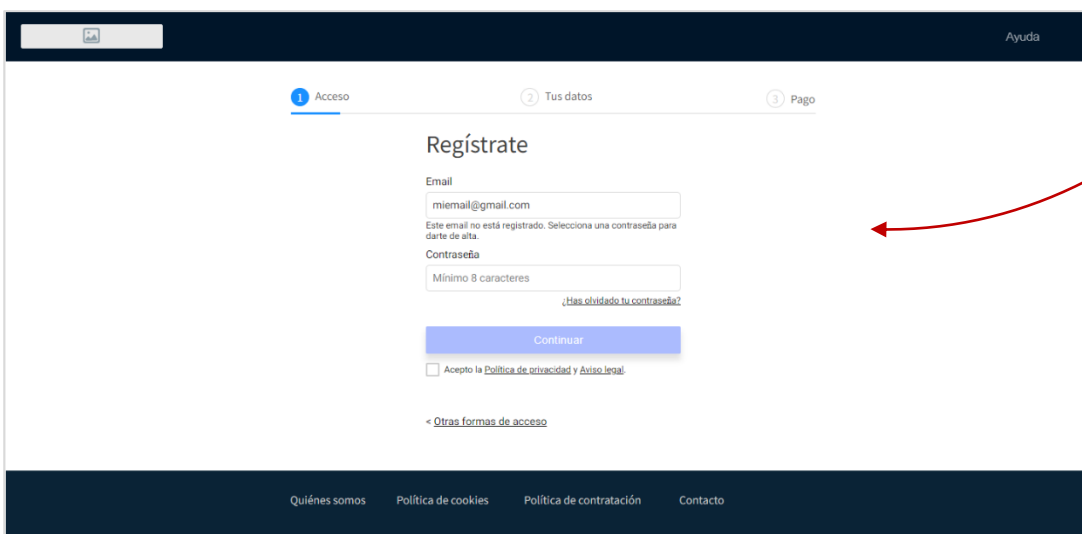 Ayuda
1 Acceso
2 Tus datos
3 Pago
Regístrate
Email
miemail@gmail.com
Este email no está registrado. Selecciona una contraseña para
darte de alta.
Contraseña
Mínimo 8 caracteres
¿Has olvidado tu contraseña?
Continuar
Acepto la Política de privacidad y Aviso legal.
< Otras formas de acceso
Quiénes somos Política de cookies Política de contratación Contacto